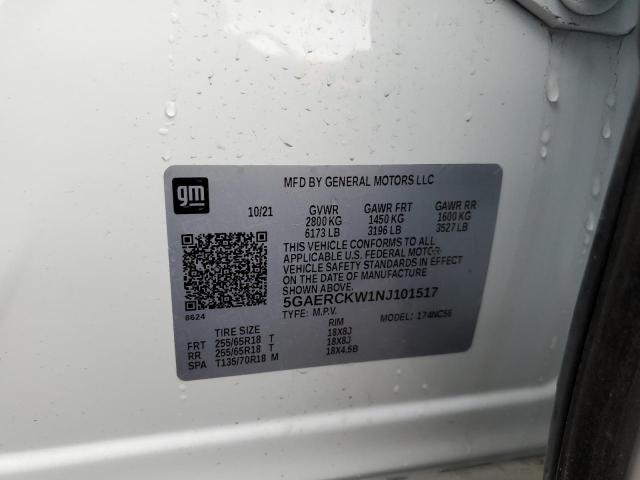 gm
MFD BY GENERAL MOTORS LLC
10/21 GVWR GAWR FRT GAWR RR
2800 KG 1450 KG 1600 KG
6173 LB 3196 LB 3527 LB
THIS VEHICLE CONFORMS TO ALL
APPLICABLE U.S. FEDERAL MOTOR
VEHICLE SAFETY STANDARDS IN EFFECT
ON THE DATE OF MANUFACTURE
SHOWN ABOVE.
8624
5GAERCKW1NJ101517
TYPE: M.P.V. MODEL: 174NC56
TIRE SIZE RIM
FRT 255/65R18 T 18X8J
RR 255/65R18 T 18X8J
SPA T135/70R18 M 18X4.5B